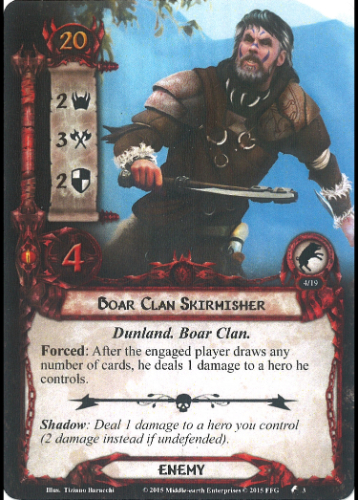 20
2
3
2
4
4/19
BOAR CLAN SKIRMISHER
Dunland. Boar Clan.
Forced: After the engaged player draws any
number of cards, he deals 1 damage to a hero he
controls.
Shadow: Deal 1 damage to a hero you control
(2 damage instead if undefended).
ENEMY
Illus. Tiziano Baracchi © 2015 Middle-earth Enterprises © 2015 FFG 3